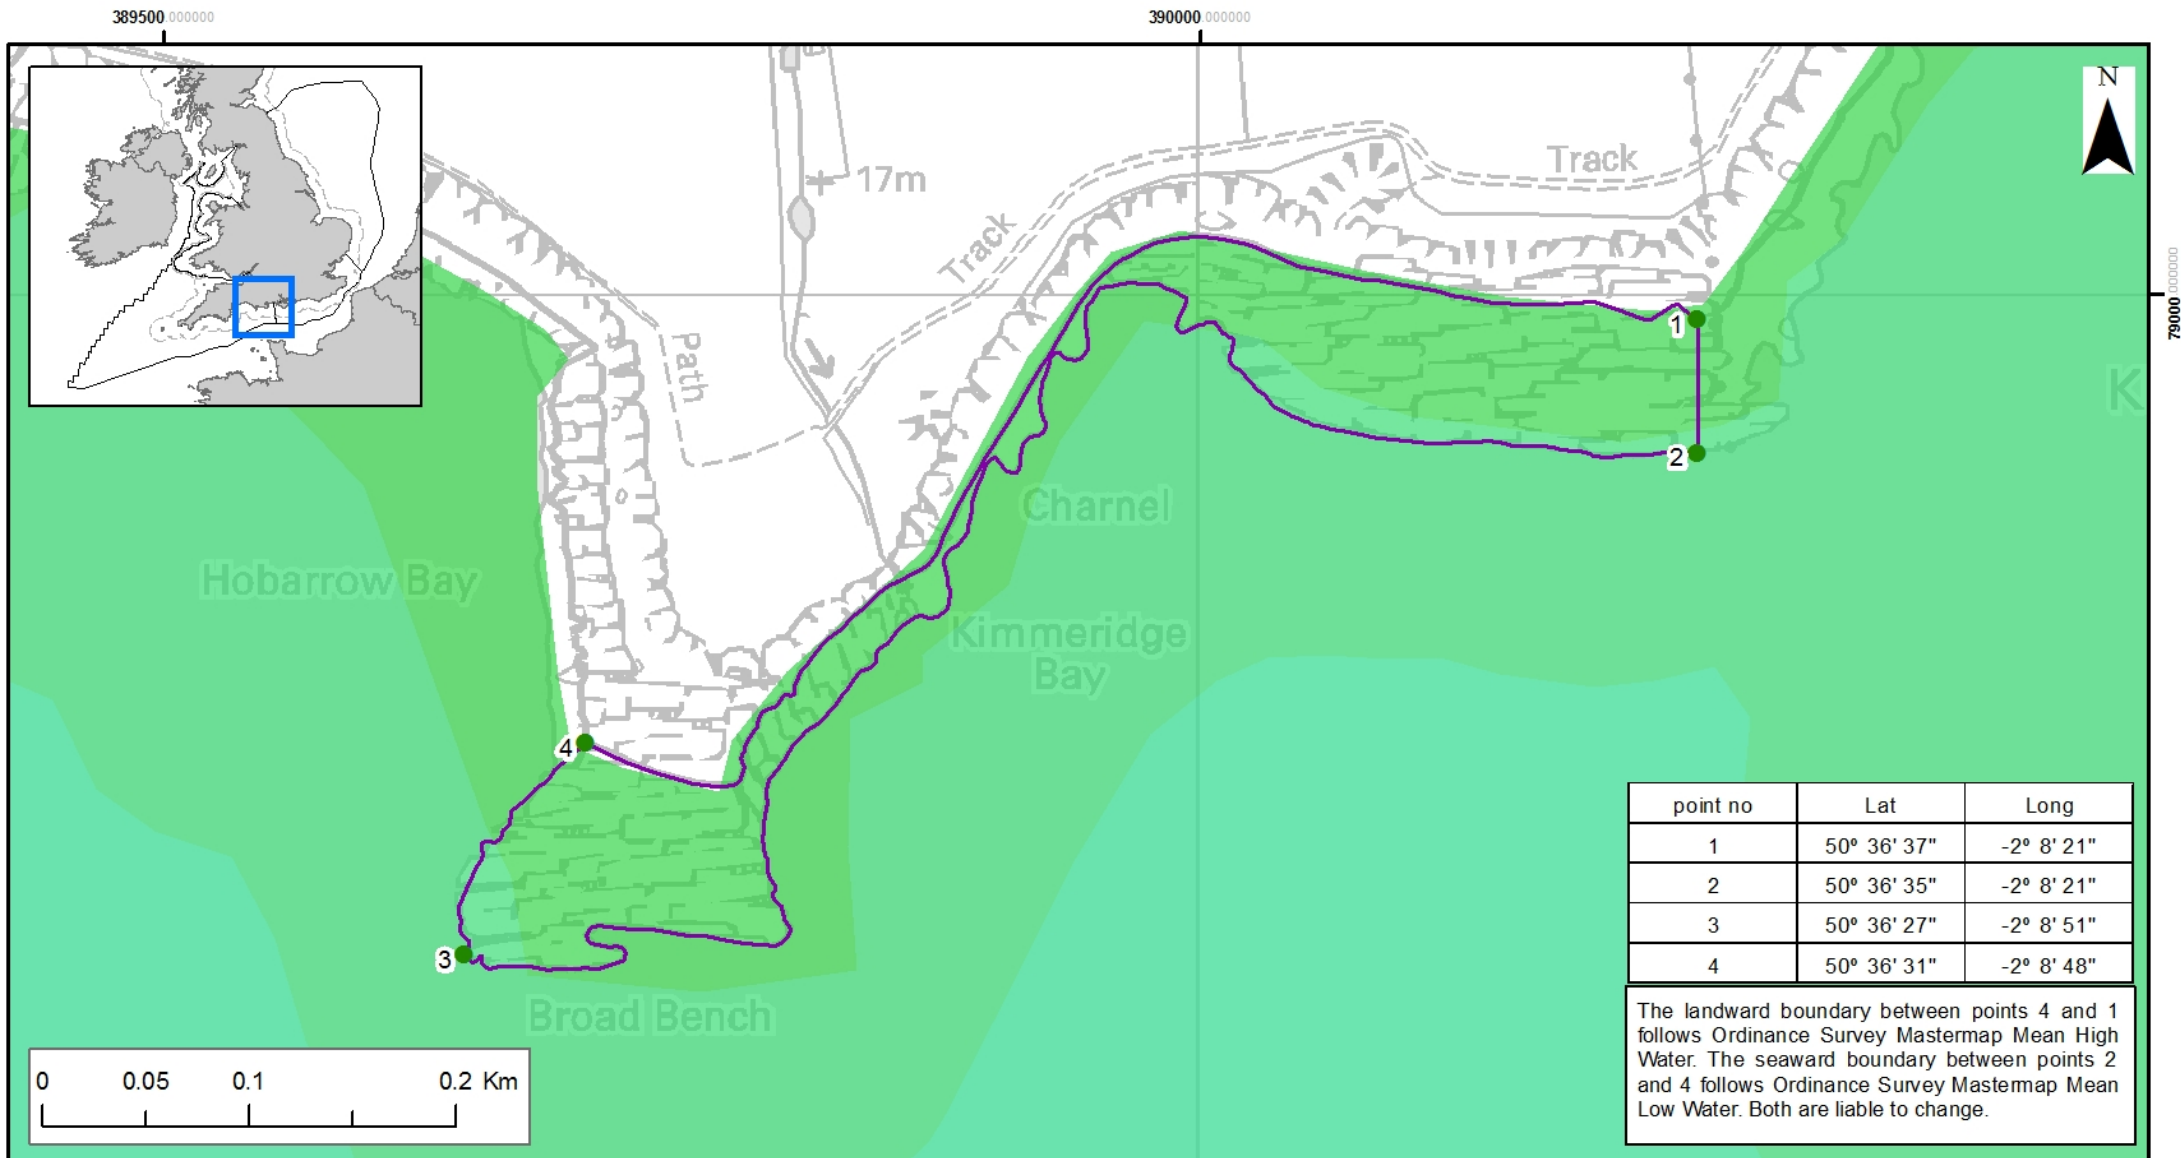 389500.000000
390000.000000
N
Track
17m
Track
79000.000000
Path
1
K
2
Charnel
Hobarrow Bay
Kimmeridge
Bay
4
3
Broad Bench
point no Lat Long
1 50º 36' 37" -2º 8' 21"
2 50º 36' 35" -2º 8' 21"
3 50º 36' 27" -2º 8' 51"
4 50º 36' 31" -2º 8' 48"
The landward boundary between points 4 and 1
follows Ordinance Survey Mastermap Mean High
Water. The seaward boundary between points 2
and 4 follows Ordinance Survey Mastermap Mean
Low Water. Both are liable to change.
0 0.05 0.1 0.2 Km